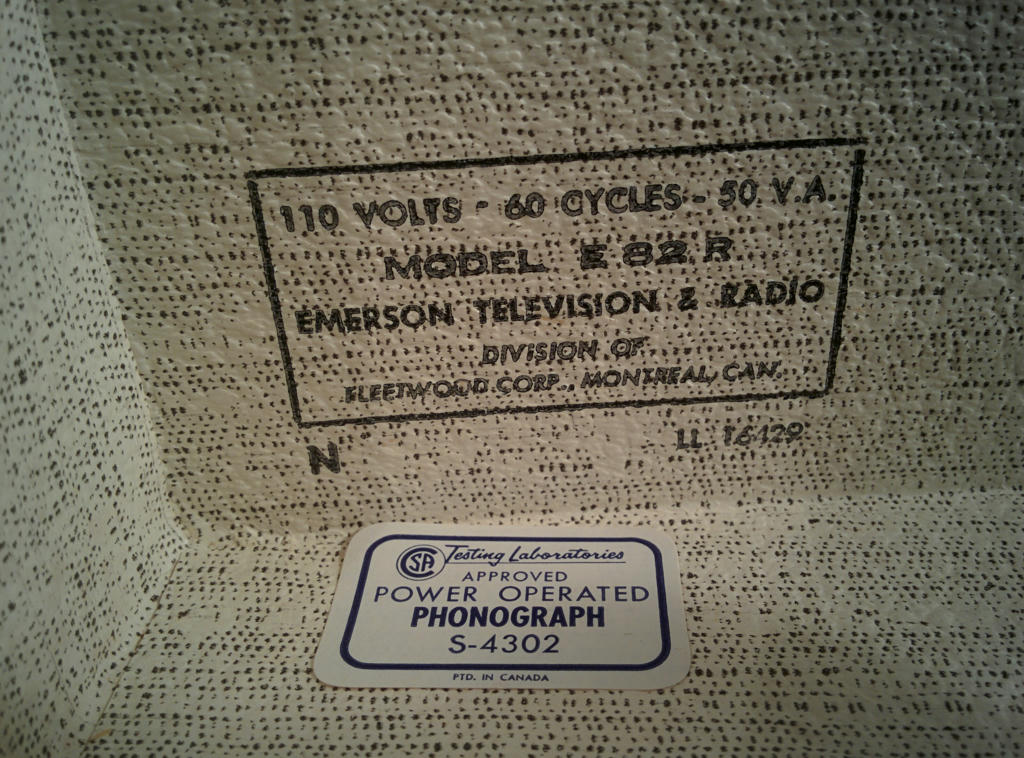 110 VOLTS - 60 CYCLES - 50 V.A.
MODEL E 82 R
EMERSON TELEVISION & RADIO
DIVISION OF
FLEETWOOD CORP., MONTREAL, CAN.
N LL 16429
CSA Testing Laboratories
APPROVED
POWER OPERATED
PHONOGRAPH
S-4302
PTD. IN CANADA